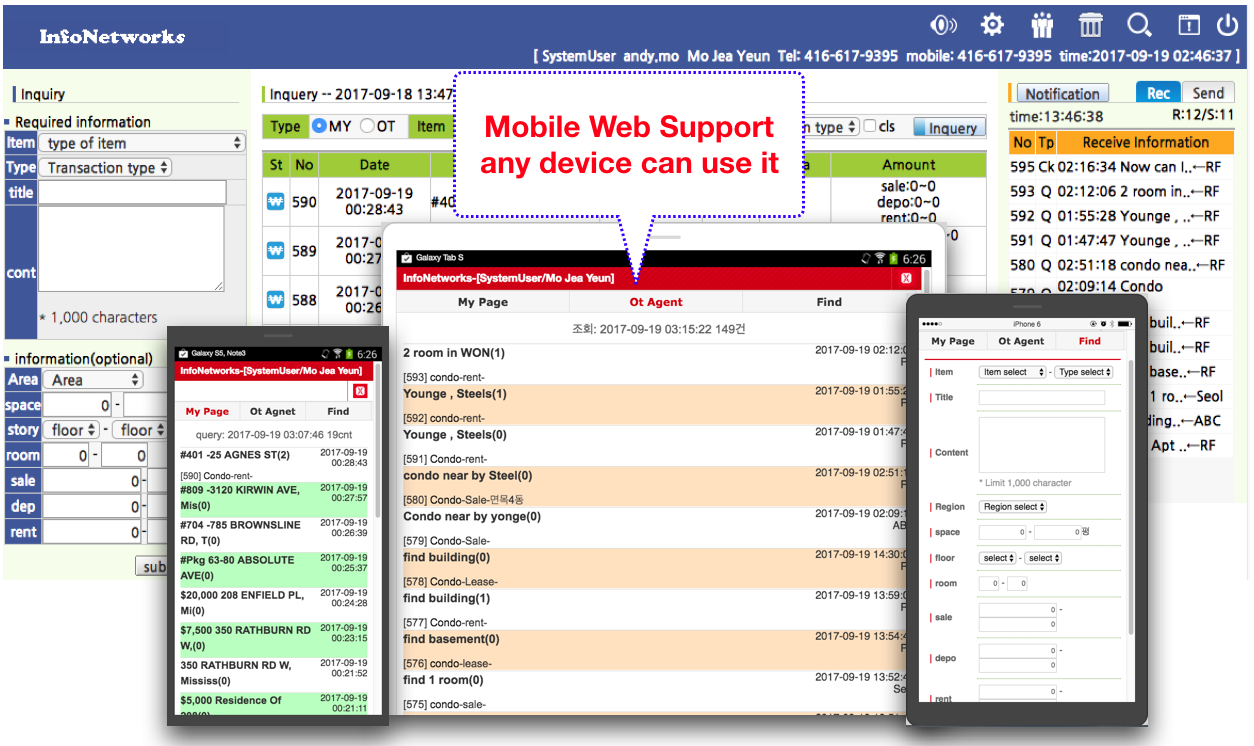 InfoNetworks
[ SystemUser andy.mo Mo Jea Yeun Tel: 416-617-9395 mobile: 416-617-9395 time:2017-09-19 02:46:37 ]
Inquiry
Required information
Item type of item
Type Transaction type
title
cont
* 1,000 characters
information(optional)
Area Area
space 0 -
story floor - floor
room 0 - 0
sale 0-
dep 0-
rent 0-
sub
Inquery -- 2017-09-18 13:47
Type MY OT Item
type cls Inquery
St No Date Amount
590 2017-09-19
00:28:43
#40
sale:0~0
depo:0~0
rent:0~0
589 2017-0
00:27
~0
588 2017-0
00:26
Mobile Web Support
any device can use it
Notification Rec Send
time:13:46:38 R:12/S:11
No Tp Receive Information
595 Ck 02:16:34 Now can I..←RF
593 Q 02:12:06 2 room in..←RF
592 Q 01:55:28 Younge , ..←RF
591 Q 01:47:47 Younge , ..←RF
580 Q 02:51:18 condo nea..←RF
02:09:14 Condo
buil..←RF
buil..←RF
base..←RF
1 ro..←Seol
ding..←ABC
Apt ..←RF
Galaxy S5, Note3 6:26
InfoNetworks-[SystemUser/Mo Jea Yeun]
X
My Page Ot Agnet Find
query: 2017-09-19 03:07:46 19cnt
#401 -25 AGNES ST(2) 2017-09-19
00:28:43
[590] Condo-rent-
#809 -3120 KIRWIN AVE, 2017-09-19
Mis(0) 00:27:57
#704 -785 BROWNSLINE 2017-09-19
RD, T(0) 00:26:39
#Pkg 63-80 ABSOLUTE 2017-09-19
AVE(0) 00:25:37
$20,000 208 ENFIELD PL, 2017-09-19
Mi(0) 00:24:28
$7,500 350 RATHBURN RD 2017-09-19
W,(0) 00:23:15
350 RATHBURN RD W, 2017-09-19
Mississ(0) 00:21:52
$5,000 Residence Of 2017-09-19
00:21:11
Galaxy Tab S 6:26
InfoNetworks-[SystemUser/Mo Jea Yeun] X
My Page Ot Agent Find
조회: 2017-09-19 03:15:22 149건
2 room in WON(1) 2017-09-19 02:12:0
[593] condo-rent-
Younge , Steels(1) 2017-09-19 01:55:2
[592] condo-rent-
Younge , Steels(0) 2017-09-19 01:47:4
[591] Condo-rent-
condo near by Steel(0) 2017-09-19 02:51:1
[580] Condo-Sale-면목4동
Condo near by yonge(0) 2017-09-19 02:09:1
AB
[579] Condo-Sale-
find building(0) 2017-09-19 14:30:0
[578] Condo-Lease-
find building(1) 2017-09-19 13:59:0
[577] Condo-rent-
find basement(0) 2017-09-19 13:54:4
[576] condo-lease-
find 1 room(0) 2017-09-19 13:52:4
Se
[575] condo-sale-
iPhone 6
My Page Ot Agent Find
Item Item select - Type select
Title
Content
* Limit 1,000 character
Region Region select
space 0 - 0 평
floor select - select
room 0 - 0
sale 0 -
0
depo 0 -
0
rent 0 -
0